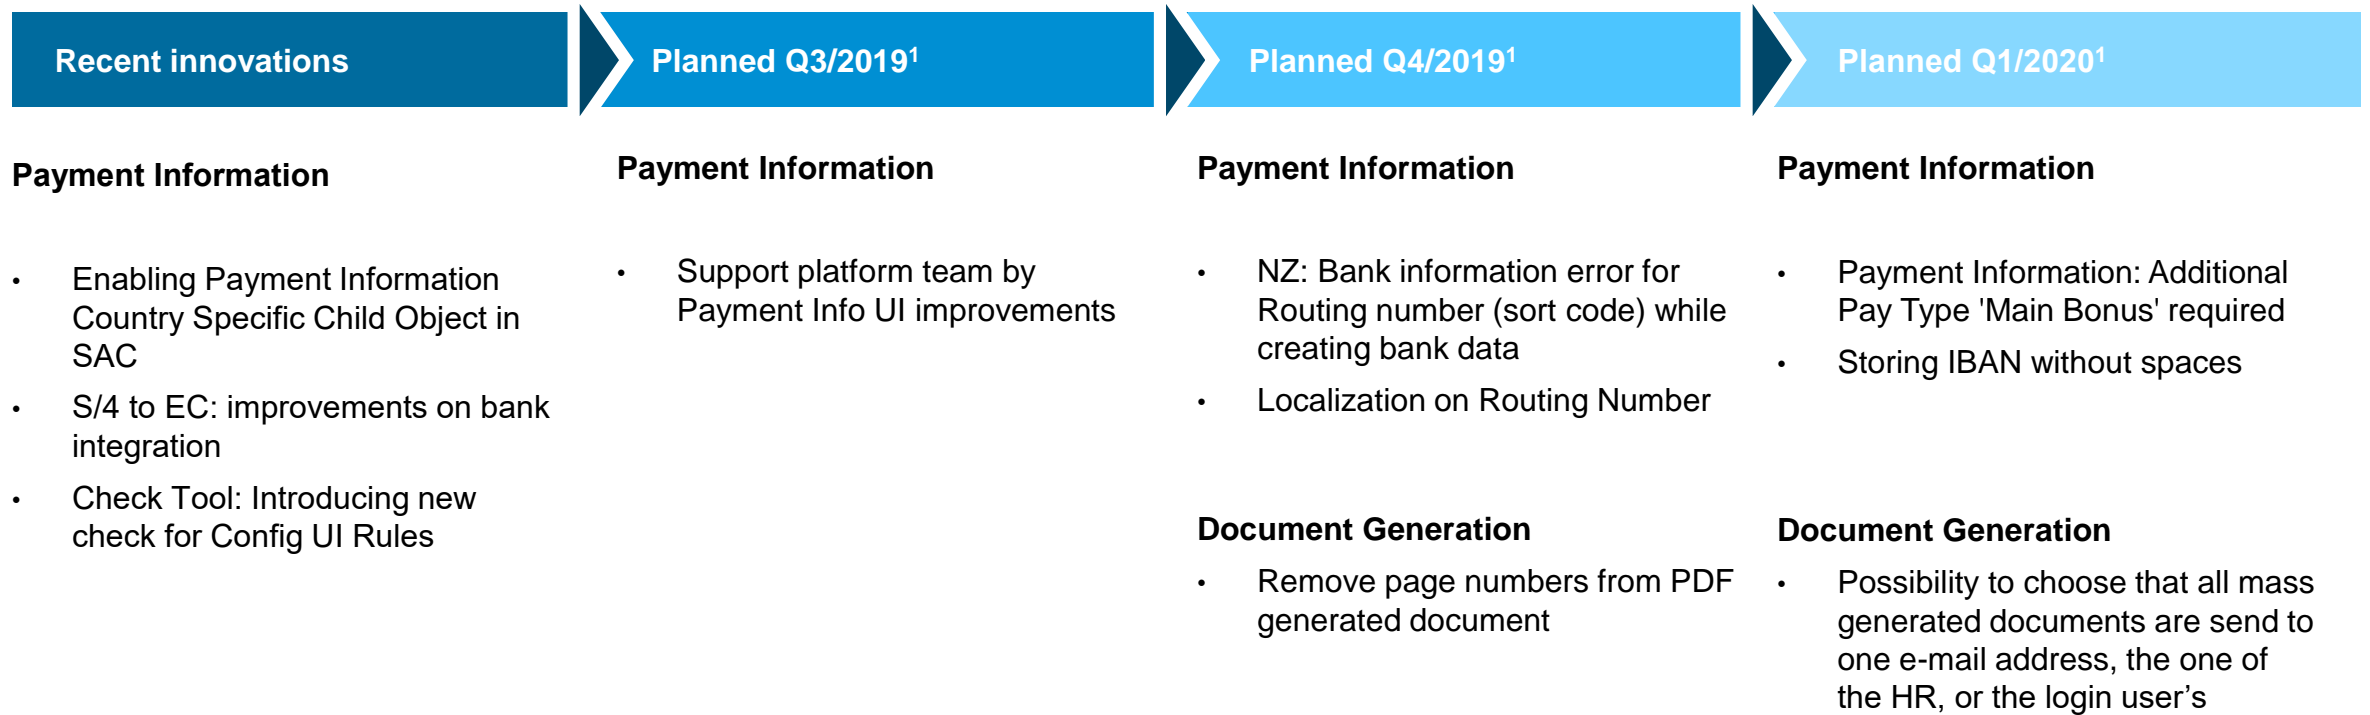 Recent innovations
Planned Q3/2019¹
Planned Q4/2019¹
Planned Q1/2020¹
Payment Information
• Enabling Payment Information
Country Specific Child Object in
SAC
• S/4 to EC: improvements on bank
integration
• Check Tool: Introducing new
check for Config UI Rules
Payment Information
• Support platform team by
Payment Info UI improvements
Payment Information
• NZ: Bank information error for
Routing number (sort code) while
creating bank data
• Localization on Routing Number
Document Generation
• Remove page numbers from PDF
generated document
Payment Information
• Payment Information: Additional
Pay Type 'Main Bonus' required
• Storing IBAN without spaces
Document Generation
• Possibility to choose that all mass
generated documents are send to
one e-mail address, the one of
the HR, or the login user’s